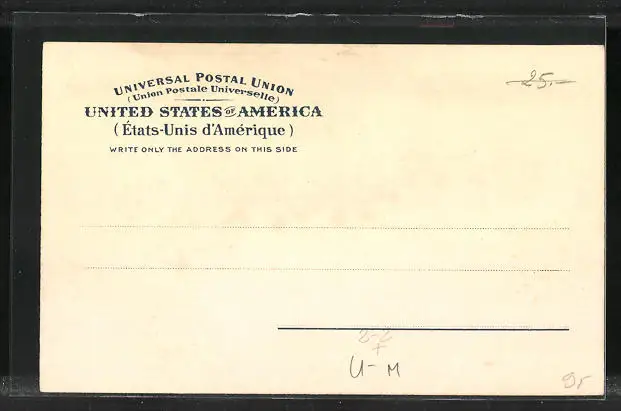 UNIVERSAL POSTAL UNION
(Union Postale Universelle)
UNITED STATES OF AMERICA
(États-Unis d'Amérique)
WRITE ONLY THE ADDRESS ON THIS SIDE
25.-
U-M